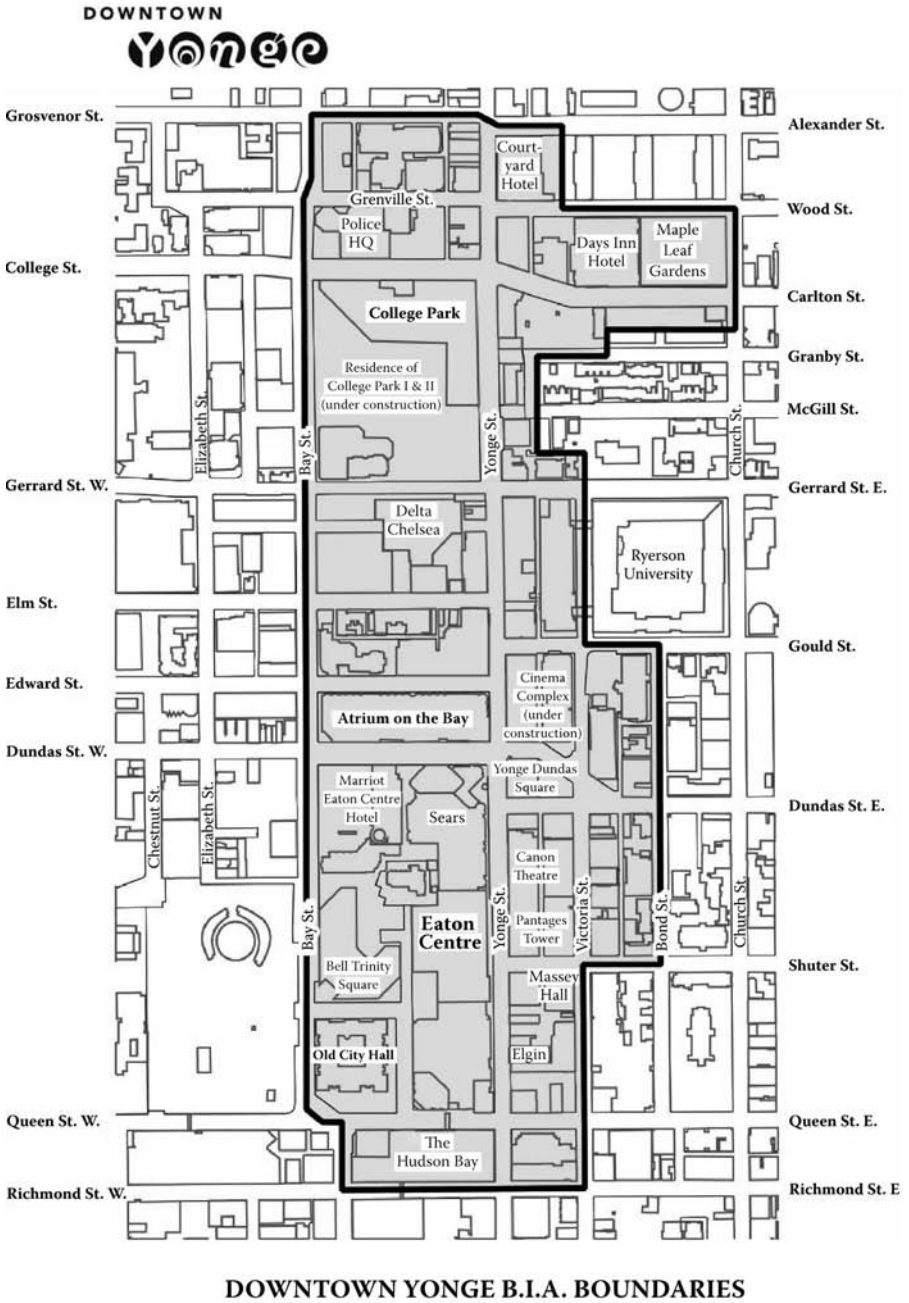 DOWNTOWN
Yonge
Grosvenor St.
Alexander St.
Court-
yard
Hotel
Grenville St.
Wood St.
Police
HQ
Days Inn
Hotel
Maple
Leaf
Gardens
College St.
Carlton St.
College Park
Granby St.
Residence of
College Park I & II
(under construction)
McGill St.
Elizabeth St.
Bay St.
Yonge St.
Church St.
Gerrard St. W.
Gerrard St. E.
Delta
Chelsea
Ryerson
University
Elm St.
Gould St.
Edward St.
Cinema
Complex
(under
construction)
Atrium on the Bay
Dundas St. W.
Yonge Dundas
Square
Marriot
Eaton Centre
Hotel
Sears
Dundas St. E.
Chestnut St.
Elizabeth St.
Canon
Theatre
Bay St.
Eaton
Centre
Yonge St.
Pantages
Tower
Victoria St.
Bond St.
Church St.
Bell Trinity
Square
Massey
Hall
Shuter St.
Old City Hall
Elgin
Queen St. W.
Queen St. E.
The
Hudson Bay
Richmond St. W.
Richmond St. E
DOWNTOWN YONGE B.I.A. BOUNDARIES